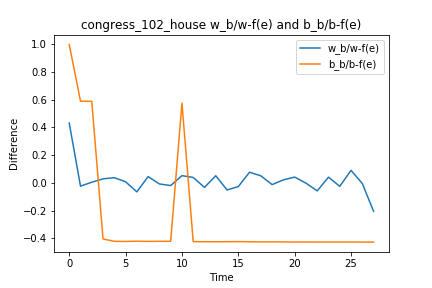 congress_102_house w_b/w-f(e) and b_b/b-f(e)
w_b/w-f(e)
b_b/b-f(e)
1.0
0.8
0.6
0.4
0.2
0.0
−0.2
−0.4
Difference
0
5
10
15
20
25
Time